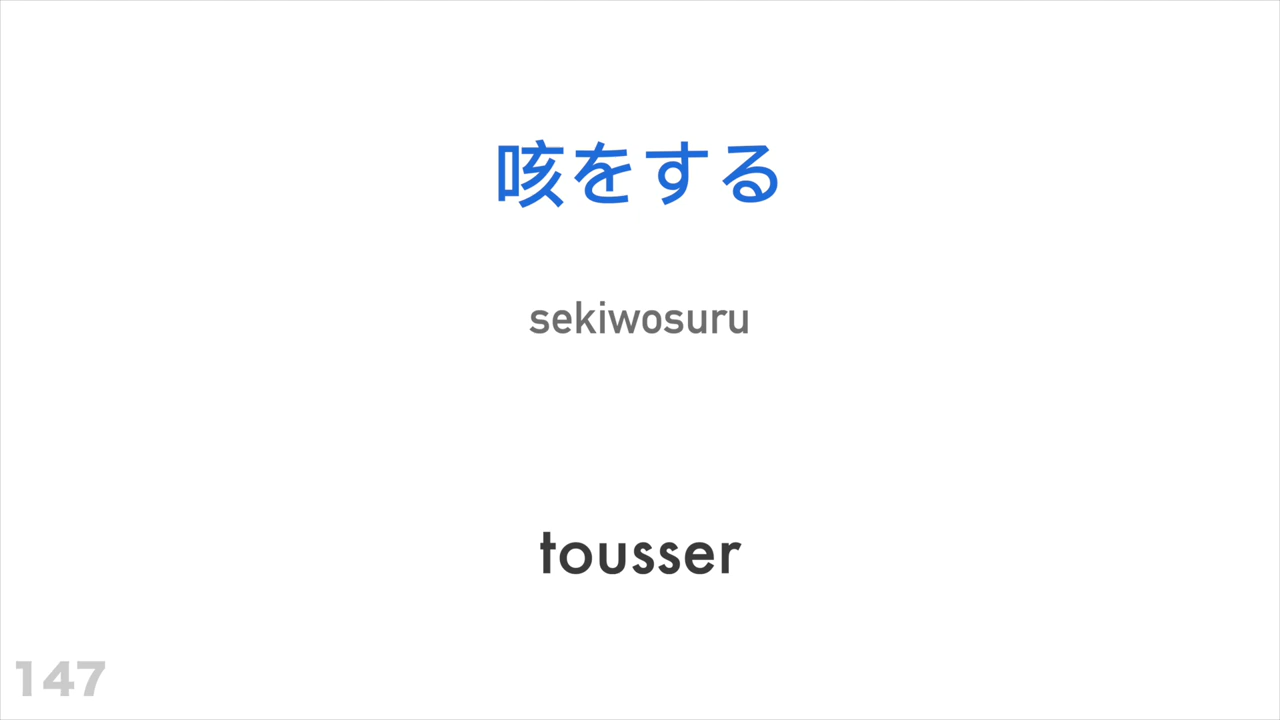 咳をする
sekiwosuru
tousser
147